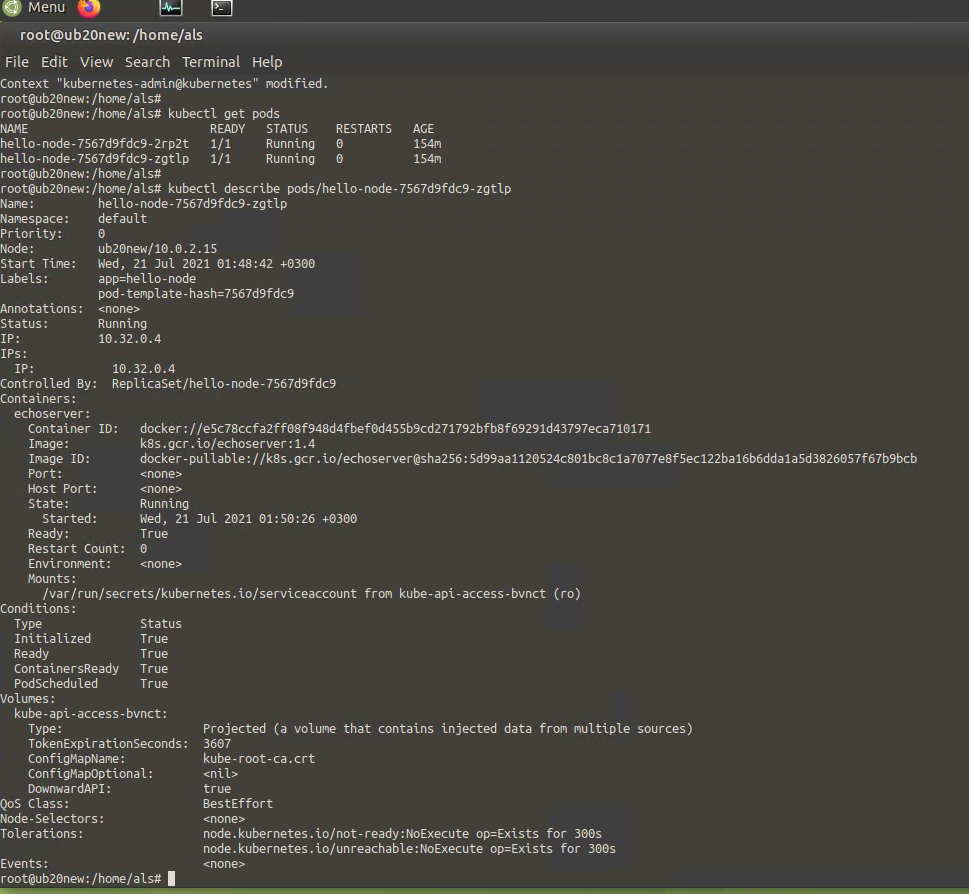 Menu
root@ub20new: /home/als
File Edit View Search Terminal Help
Context "kubernetes-admin@kubernetes" modified.
root@ub20new:/home/als#
root@ub20new:/home/als# kubectl get pods
NAME READY STATUS RESTARTS AGE
hello-node-7567d9fdc9-2rp2t 1/1 Running 0 154m
hello-node-7567d9fdc9-zgtlp 1/1 Running 0 154m
root@ub20new:/home/als#
root@ub20new:/home/als# kubectl describe pods/hello-node-7567d9fdc9-zgtlp
Name: hello-node-7567d9fdc9-zgtlp
Namespace: default
Priority: 0
Node: ub20new/10.0.2.15
Start Time: Wed, 21 Jul 2021 01:48:42 +0300
Labels: app=hello-node
pod-template-hash=7567d9fdc9
Annotations: <none>
Status: Running
IP: 10.32.0.4
IPs:
IP: 10.32.0.4
Controlled By: ReplicaSet/hello-node-7567d9fdc9
Containers:
echoserver:
Container ID: docker://e5c78ccfa2ff08f948d4fbef0d455b9cd271792bfb8f69291d43797eca710171
Image: k8s.gcr.io/echoserver:1.4
Image ID: docker-pullable://k8s.gcr.io/echoserver@sha256:5d99aa1120524c801bc8c1a7077e8f5ec122ba16b6dda1a5d3826057f67b9bcb
Port: <none>
Host Port: <none>
State: Running
Started: Wed, 21 Jul 2021 01:50:26 +0300
Ready: True
Restart Count: 0
Environment: <none>
Mounts:
/var/run/secrets/kubernetes.io/serviceaccount from kube-api-access-bvnct (ro)
Conditions:
Type Status
Initialized True
Ready True
ContainersReady True
PodScheduled True
Volumes:
kube-api-access-bvnct:
Type: Projected (a volume that contains injected data from multiple sources)
TokenExpirationSeconds: 3607
ConfigMapName: kube-root-ca.crt
ConfigMapOptional: <nil>
DownwardAPI: true
QoS Class: BestEffort
Node-Selectors: <none>
Tolerations: node.kubernetes.io/not-ready:NoExecute op=Exists for 300s
node.kubernetes.io/unreachable:NoExecute op=Exists for 300s
Events: <none>
root@ub20new:/home/als#